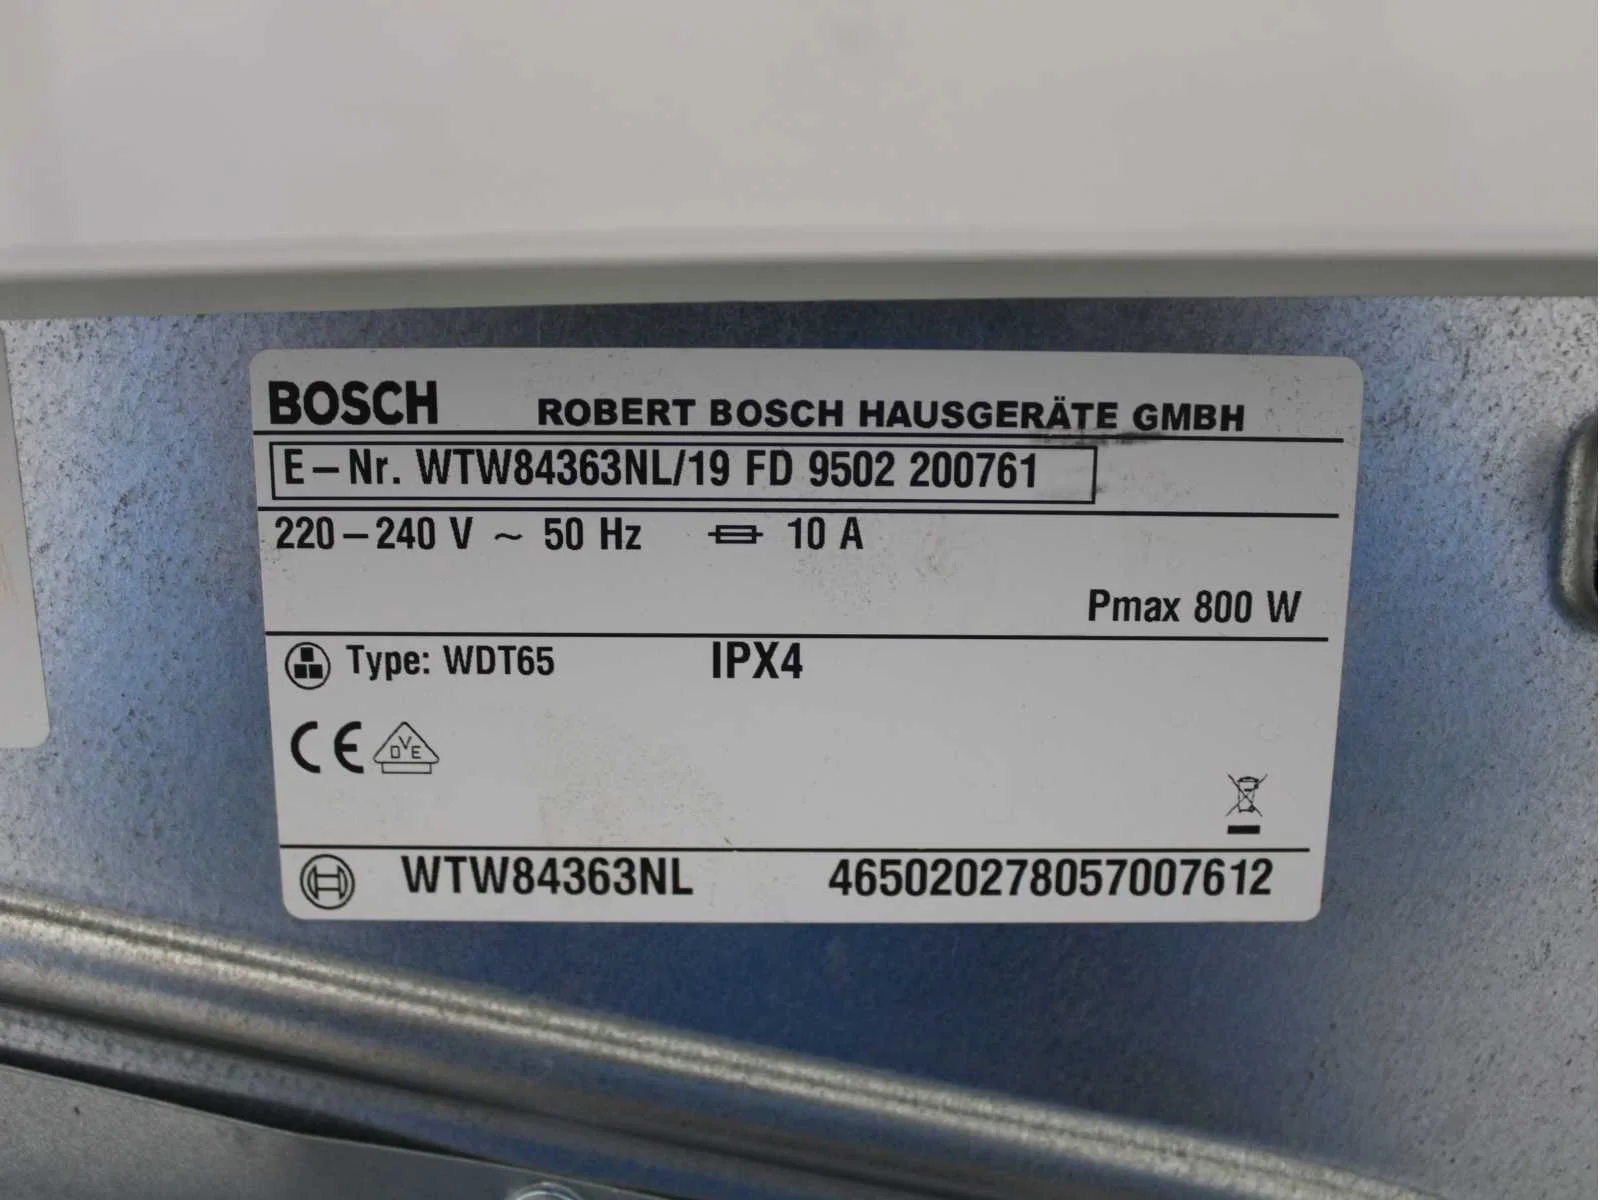 BOSCH ROBERT BOSCH HAUSGERÄTE GMBH
E-Nr. WTW84363NL/19 FD 9502 200761
220-240 V ~ 50 Hz 10 A
Pmax 800 W
Type: WDT65 IPX4
CE DVE
WTW84363NL 465020278057007612